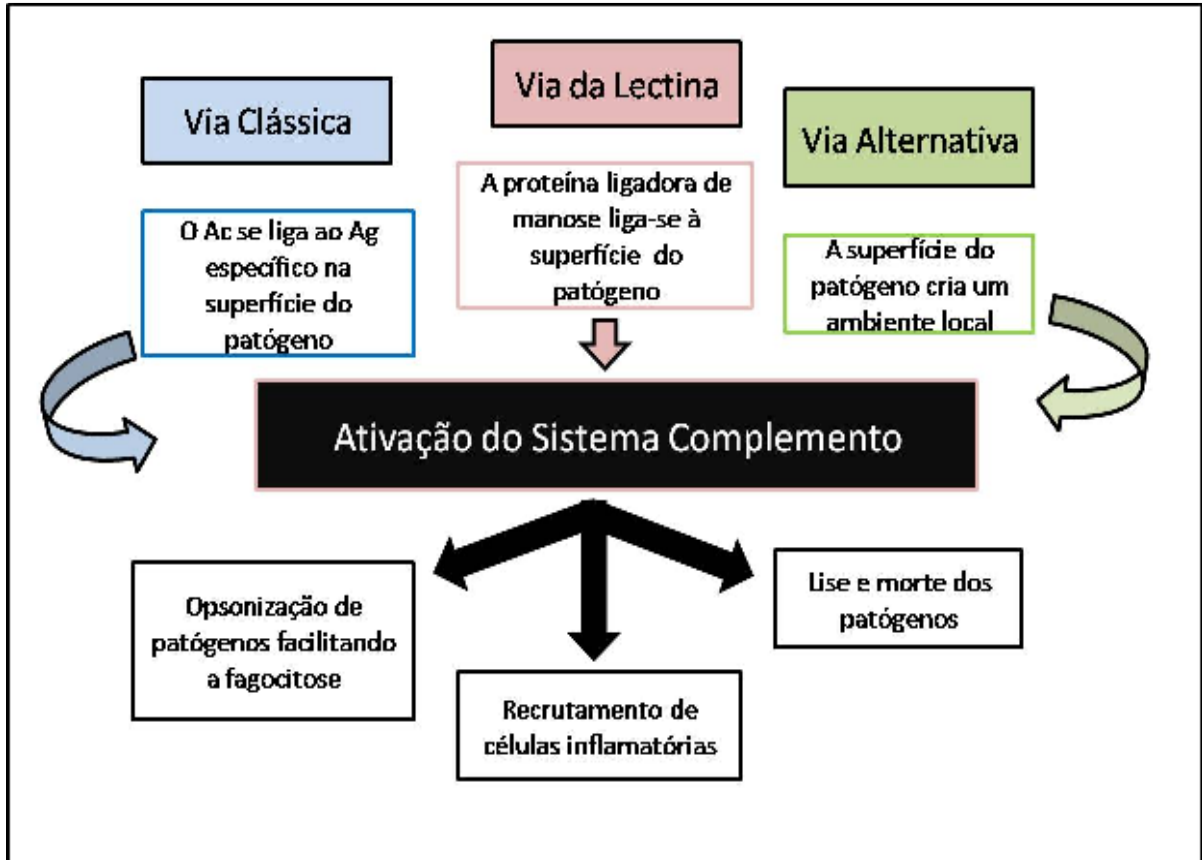 Via Clássica
Via da Lectina
Via Alternativa
O Ac se liga ao Ag
específico na
superfície do
patógeno
A proteína ligadora de
manose liga-se à
superfície do
patógeno
A superfície do
patógeno cria um
ambiente local
Ativação do Sistema Complemento
Opsonização de
patógenos facilitando
a fagocitose
Recrutamento de
células inflamatórias
Lise e morte dos
patógenos